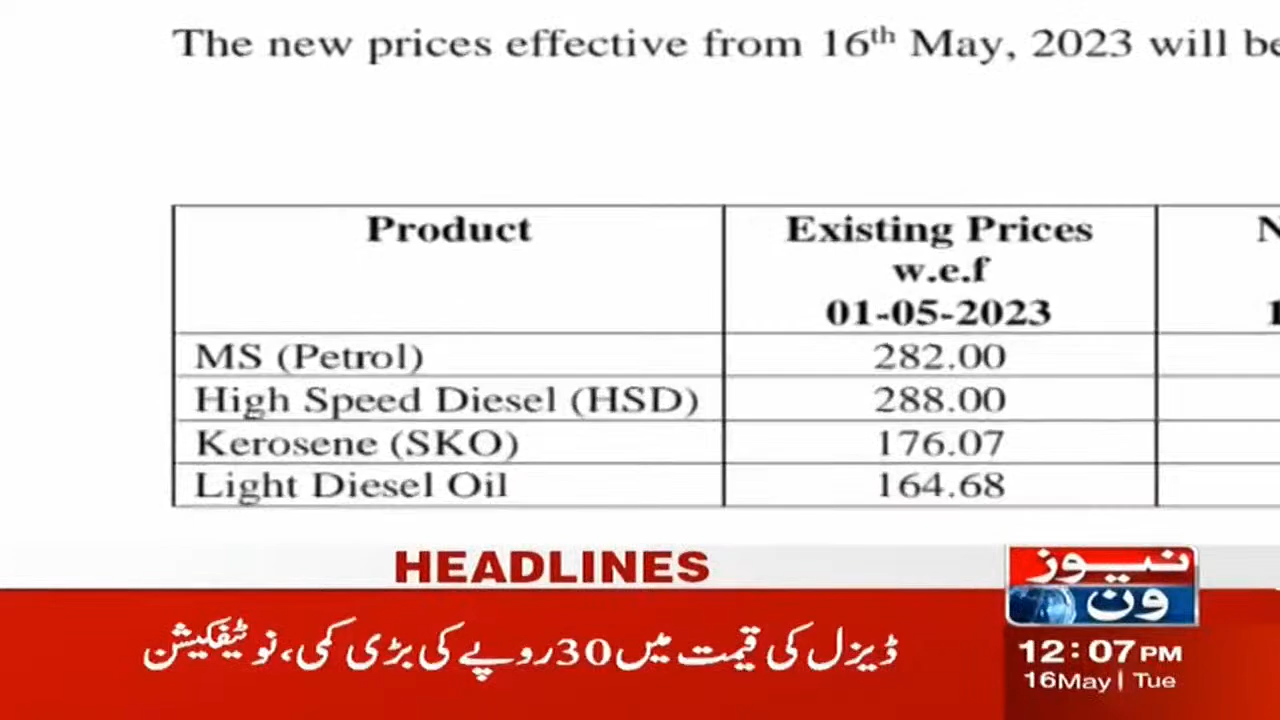 The new prices effective from 16th May, 2023 will be
Product
Existing Prices
w.e.f
01-05-2023
MS (Petrol) 282.00
High Speed Diesel (HSD) 288.00
Kerosene (SKO) 176.07
Light Diesel Oil 164.68
HEADLINES
نیوز
ون
ڈیزل کی قیمت میں 30 روپے کی بڑی کمی، نوٹیفکیشن
12:07 PM
16May | Tue